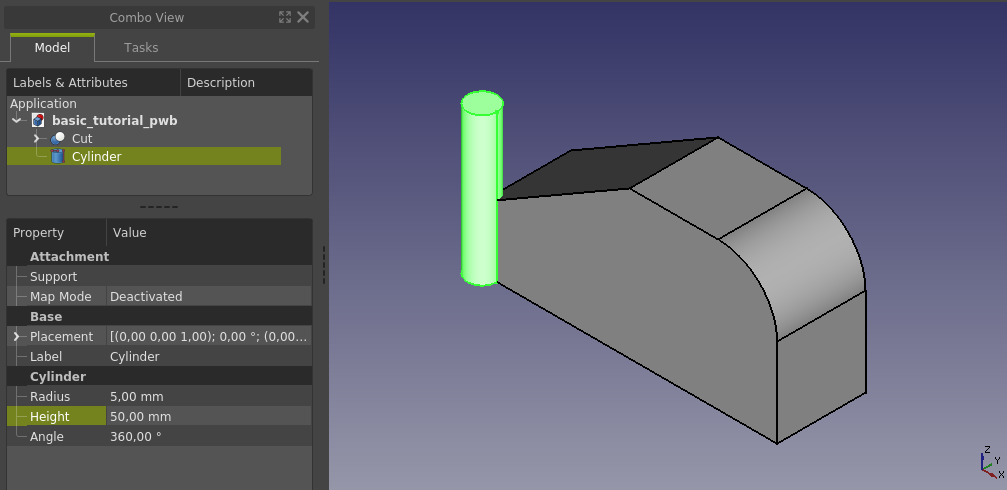 Combo View
Model Tasks
Labels & Attributes Description
Application
basic_tutorial_pwb
Cut
Cylinder
Property Value
Attachment
Support
Map Mode Deactivated
Base
Placement [(0,00 0,00 1,00); 0,00 °; (0,00...
Label Cylinder
Cylinder
Radius 5,00 mm
Height 50,00 mm
Angle 360,00 °
Z
Y
X